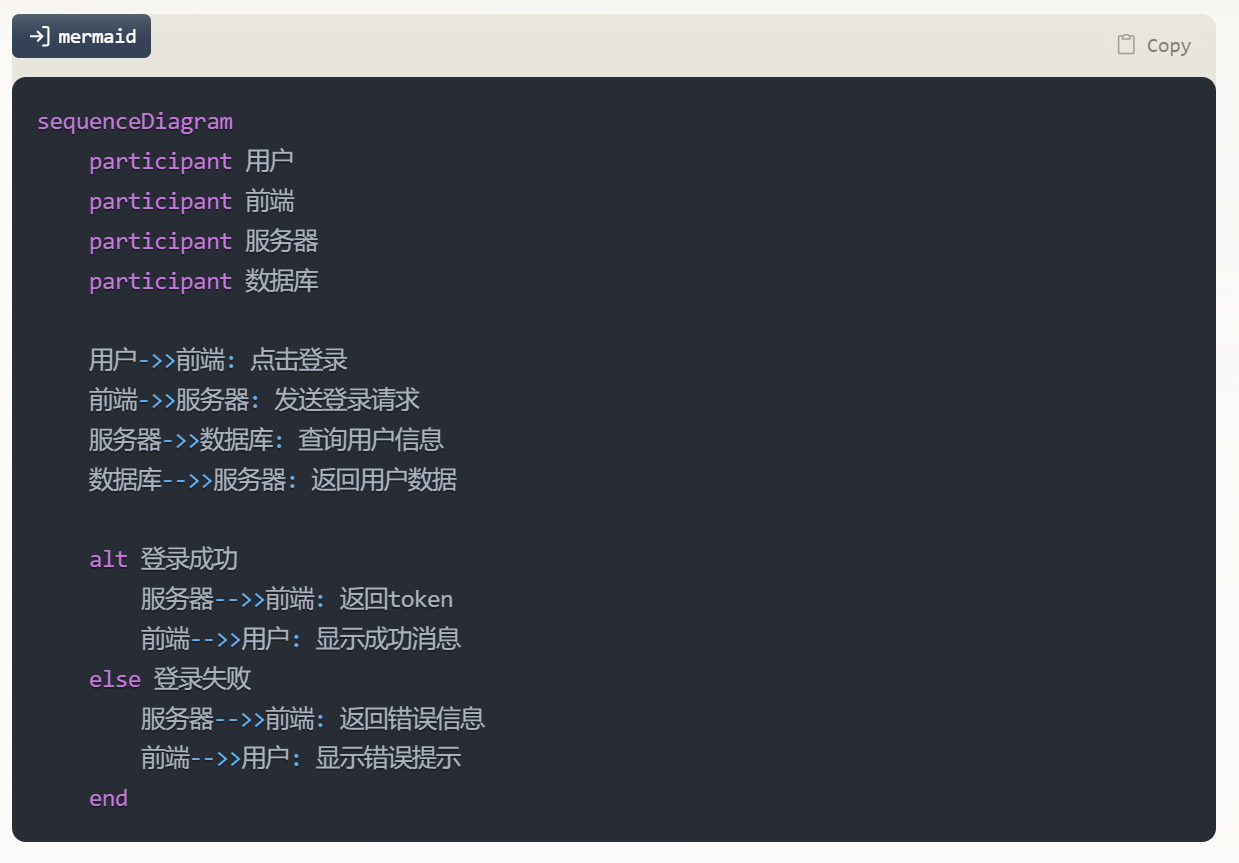 mermaid
Copy
sequenceDiagram
participant 用户
participant 前端
participant 服务器
participant 数据库
用户->>前端: 点击登录
前端->>服务器: 发送登录请求
服务器->>数据库: 查询用户信息
数据库-->>服务器: 返回用户数据
alt 登录成功
服务器-->>前端: 返回token
前端-->>用户: 显示成功消息
else 登录失败
服务器-->>前端: 返回错误信息
前端-->>用户: 显示错误提示
end